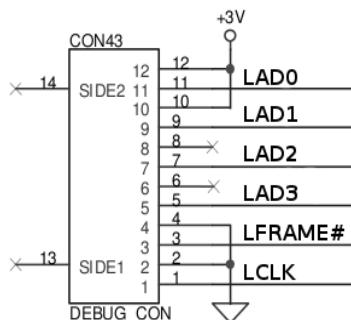 +3V
CON43
12 12
14 SIDE2 11 11 LAD0
10 10
9 9 LAD1
8 8
7 7 LAD2
6 6
5 5 LAD3
4 4
3 3 LFRAME#
13 SIDE1 2 2
1 1 LCLK
DEBUG CON